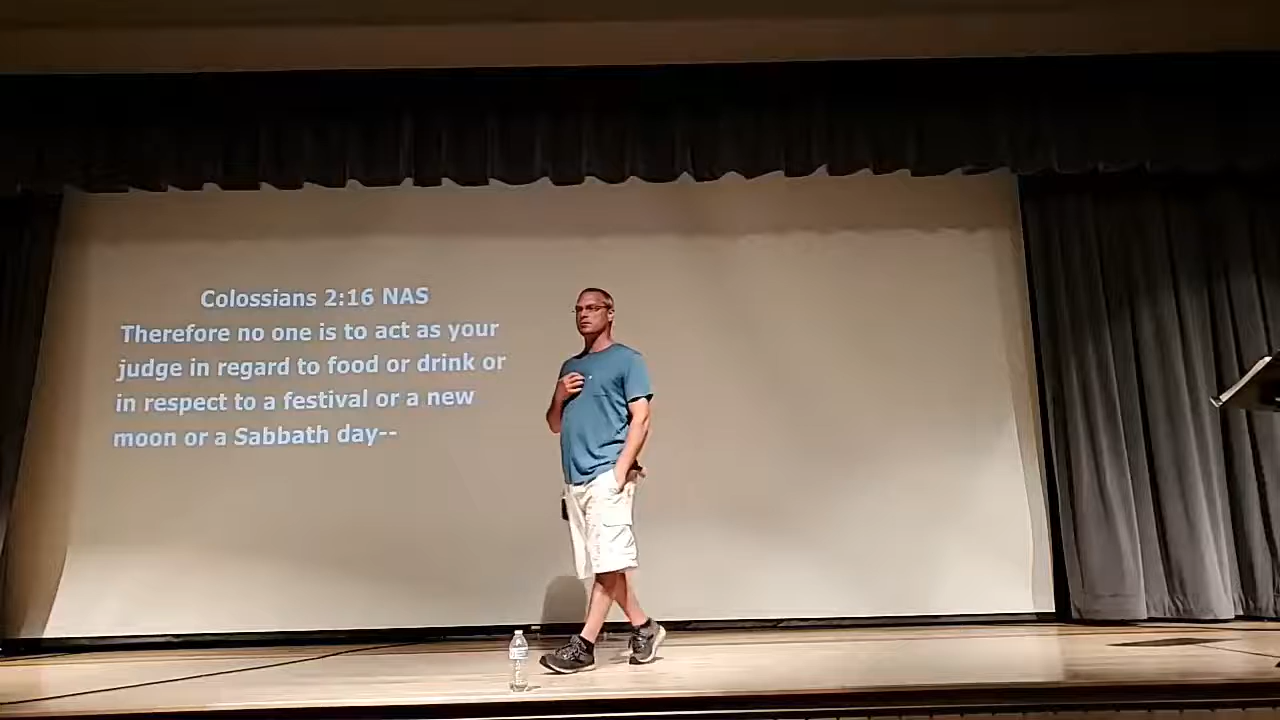 Colossians 2:16 NAS
Therefore no one is to act as your
judge in regard to food or drink or
in respect to a festival or a new
moon or a Sabbath day--